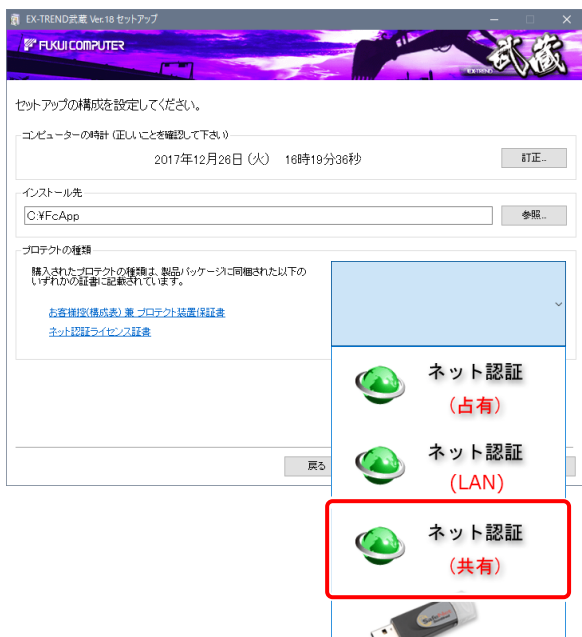 EX-TREND武蔵 Ver.18 セットアップ
FUKUI COMPUTER
EX-TREND 武蔵
セットアップの構成を設定してください。
コンピューターの時計 (正しいことを確認して下さい)
2017年12月26日 (火) 16時19分36秒
訂正...
インストール先
C:¥FcApp
参照...
プロテクトの種類
購入されたプロテクトの種類は、製品パッケージに同梱された以下の
いずれかの証書に記載されています。
お客様控(構成表) 兼 プロテクト装置保証書
ネット認証ライセンス証書
ネット認証
(占有)
ネット認証
(LAN)
戻る
ネット認証
(共有)